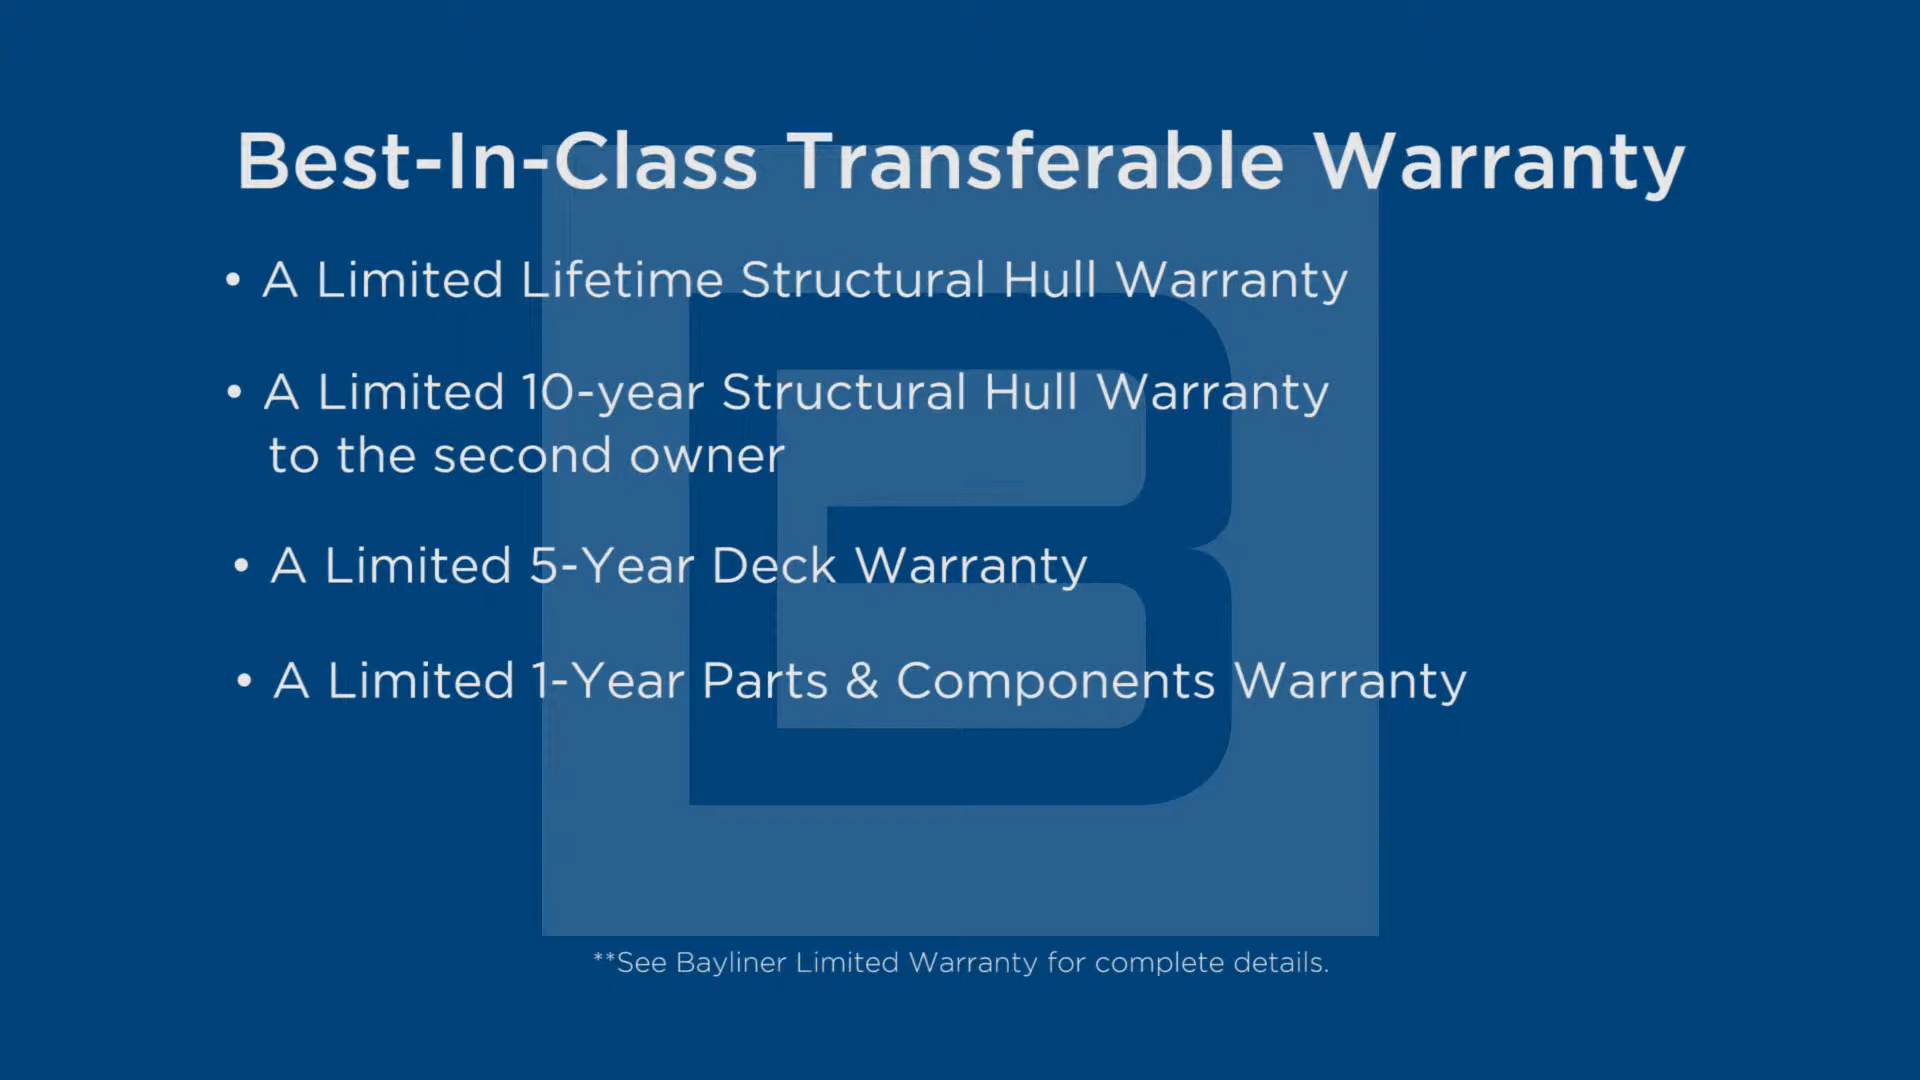 Best-In-Class Transferable Warranty
• A Limited Lifetime Structural Hull Warranty
• A Limited 10-year Structural Hull Warranty
to the second owner
• A Limited 5-Year Deck Warranty
• A Limited 1-Year Parts & Components Warranty
B
**See Bayliner Limited Warranty for complete details.